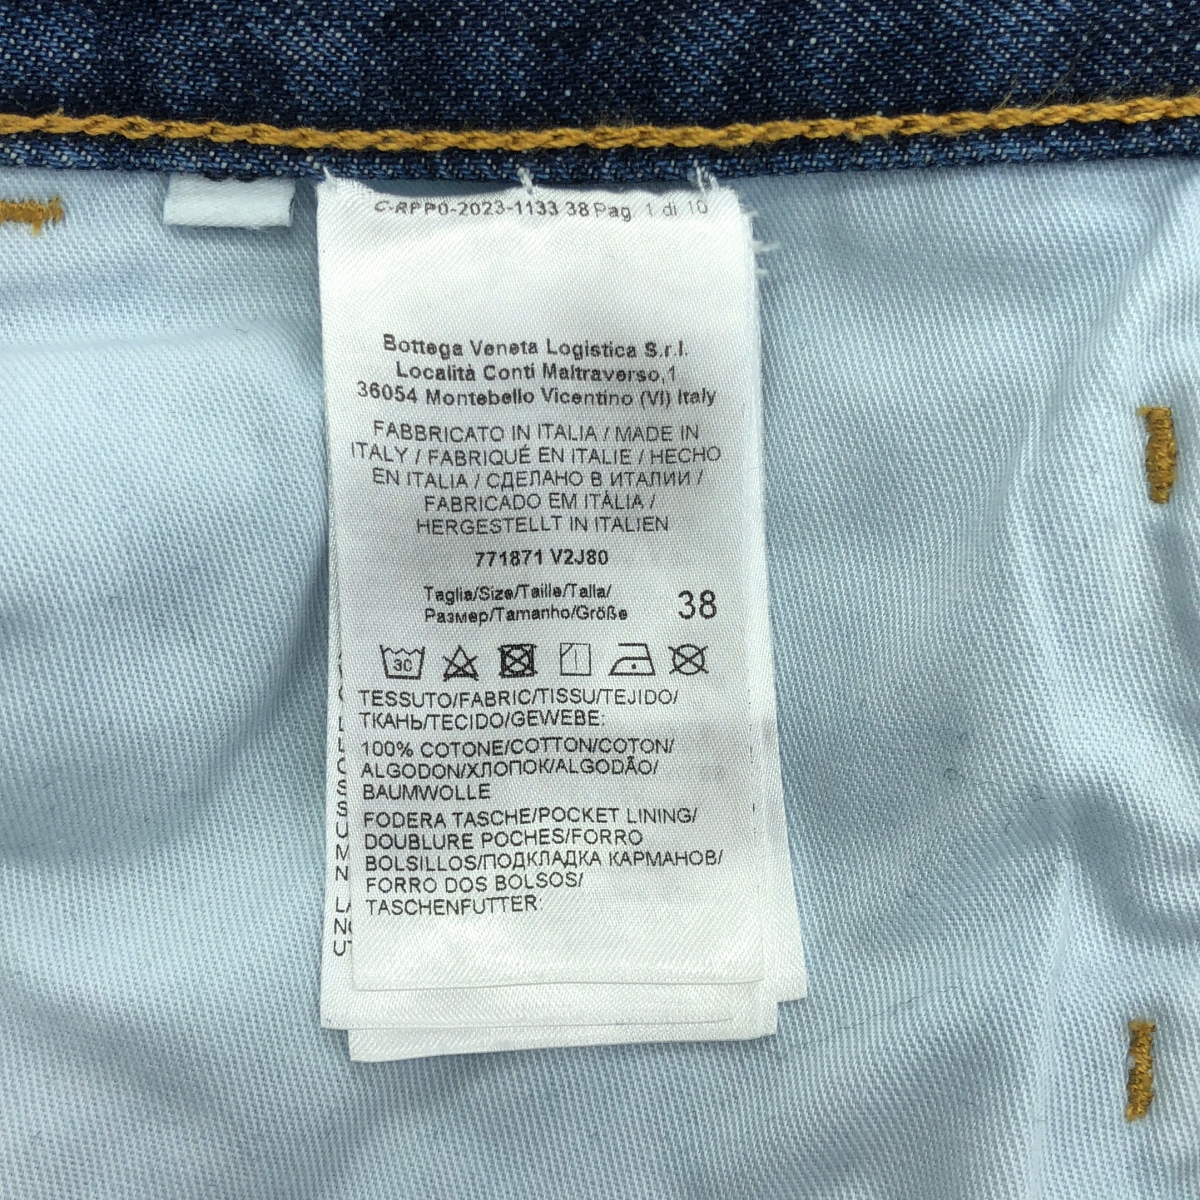 C-RPP0-2023-1133 38 Pag. 1 di 10
Bottega Veneta Logistica S.r.l.
Località Conti Maltraverso,1
36054 Montebello Vicentino (VI) Italy
FABBRICATO IN ITALIA / MADE IN
ITALY / FABRIQUÉ EN ITALIE / HECHO
EN ITALIA / СДЕЛАНО В ИТАЛИИ /
FABRICADO EM ITÁLIA /
HERGESTELLT IN ITALIEN
771871 V2J80
Taglia/Size/Taille/Talla/
Размер/Tamanho/Größe 38
30
TESSUTO/FABRIC/TISSU/TEJIDO/
ТКАНЬ/TECIDO/GEWEBE:
100% COTONE/COTTON/COTON/
ALGODON/ХЛОПОК/ALGODÃO/
BAUMWOLLE
FODERA TASCHE/POCKET LINING/
DOUBLURE POCHES/FORRO
BOLSILLOS/ПОДКЛАДКА КАРМАНОВ/
FORRO DOS BOLSOS/
TASCHENFUTTER: